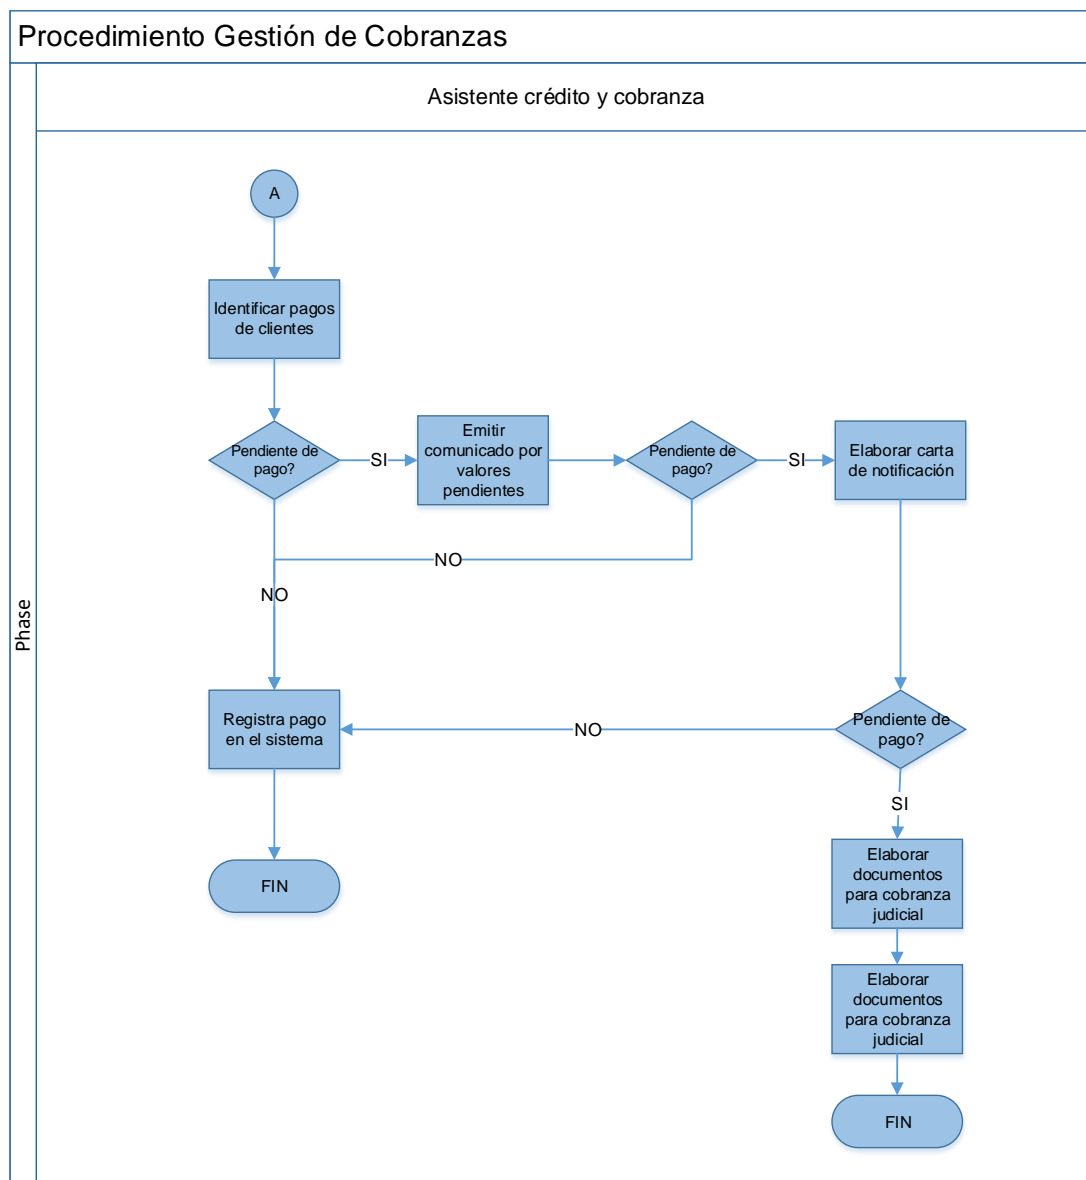 Procedimiento Gestión de Cobranzas
Asistente crédito y cobranza
Phase
A
Identificar pagos
de clientes
Pendiente de
pago?
SI
Emitir
comunicado por
valores
pendientes
Pendiente de
pago?
SI
Elaborar carta
de notificación
NO
NO
Registra pago
en el sistema
NO
Pendiente de
pago?
SI
Elaborar
documentos
para cobranza
judicial
FIN
Elaborar
documentos
para cobranza
judicial
FIN